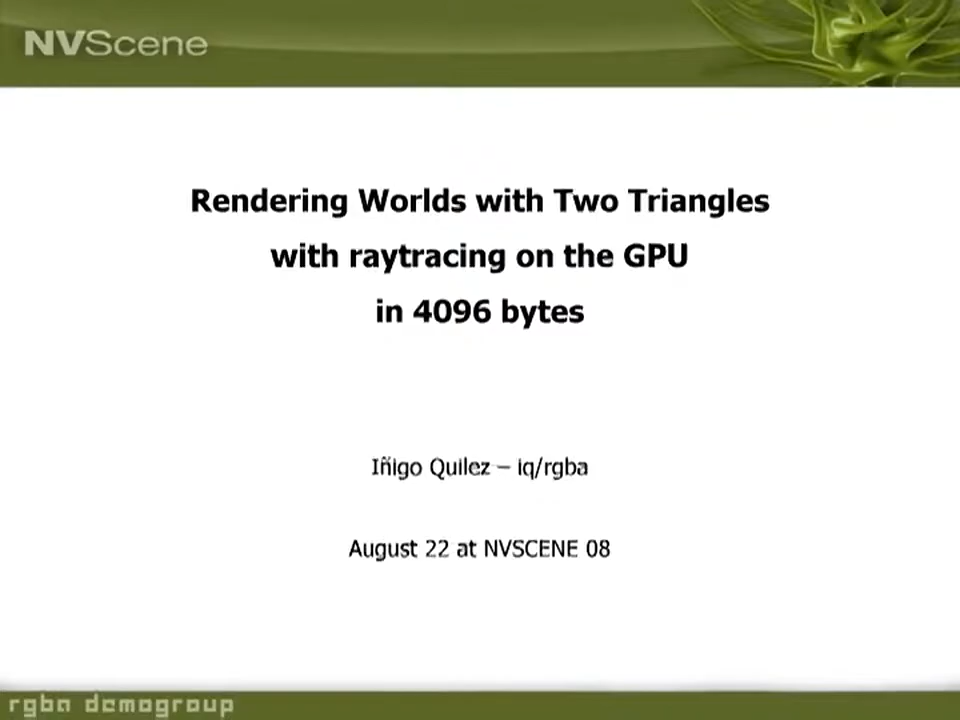 NVScene
Rendering Worlds with Two Triangles
with raytracing on the GPU
in 4096 bytes
Iñigo Quilez – iq/rgba
August 22 at NVSCENE 08
rgba demogroup